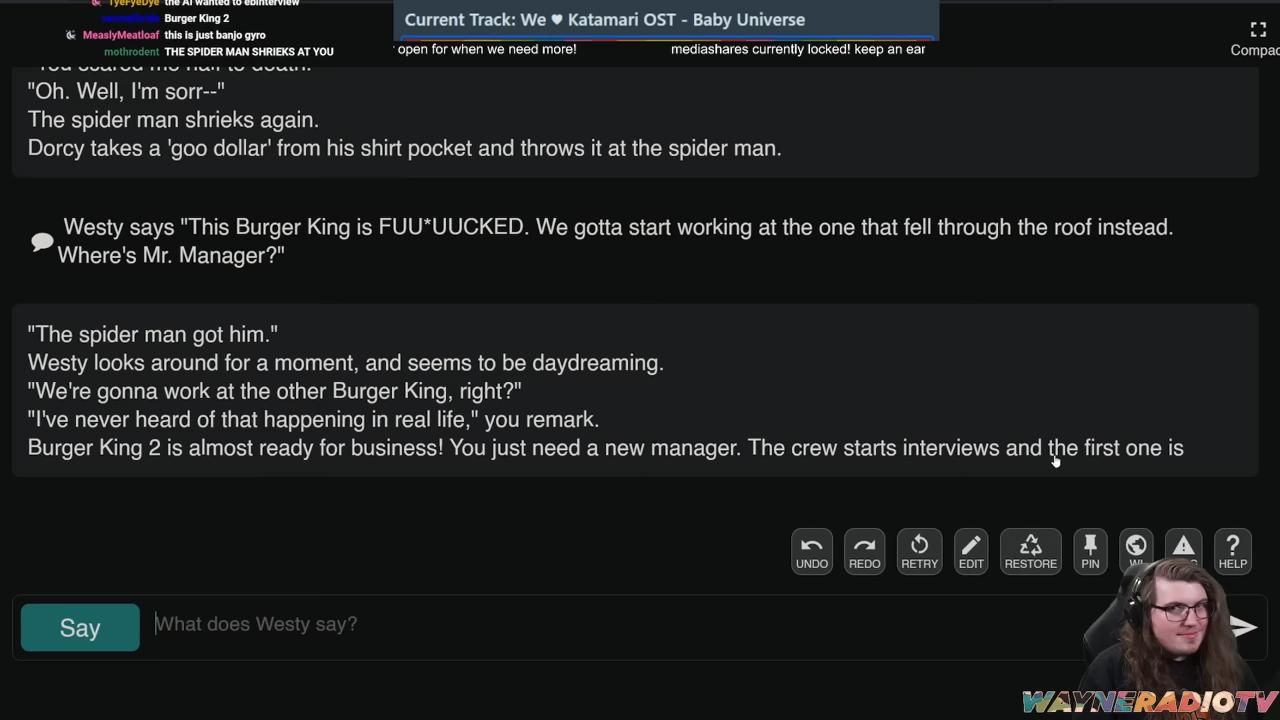 TyeFyeDye the AI wanted to ebinterview
Burger King 2
MeaslyMeatloaf this is just banjo gyro
mothrodent THE SPIDER MAN SHRIEKS AT YOU
Current Track: We ♥ Katamari OST - Baby Universe
open for when we need more! mediashares currently locked! keep an ear
Compac
"You scared me half to death."
"Oh. Well, I'm sorr--"
The spider man shrieks again.
Dorcy takes a 'goo dollar' from his shirt pocket and throws it at the spider man.
Westy says "This Burger King is FUU*UUCKED. We gotta start working at the one that fell through the roof instead.
Where's Mr. Manager?"
"The spider man got him."
Westy looks around for a moment, and seems to be daydreaming.
"We're gonna work at the other Burger King, right?"
"I've never heard of that happening in real life," you remark.
Burger King 2 is almost ready for business! You just need a new manager. The crew starts interviews and the first one is
UNDO REDO RETRY EDIT RESTORE PIN HELP
Say What does Westy say?
WAYNERADIOTV